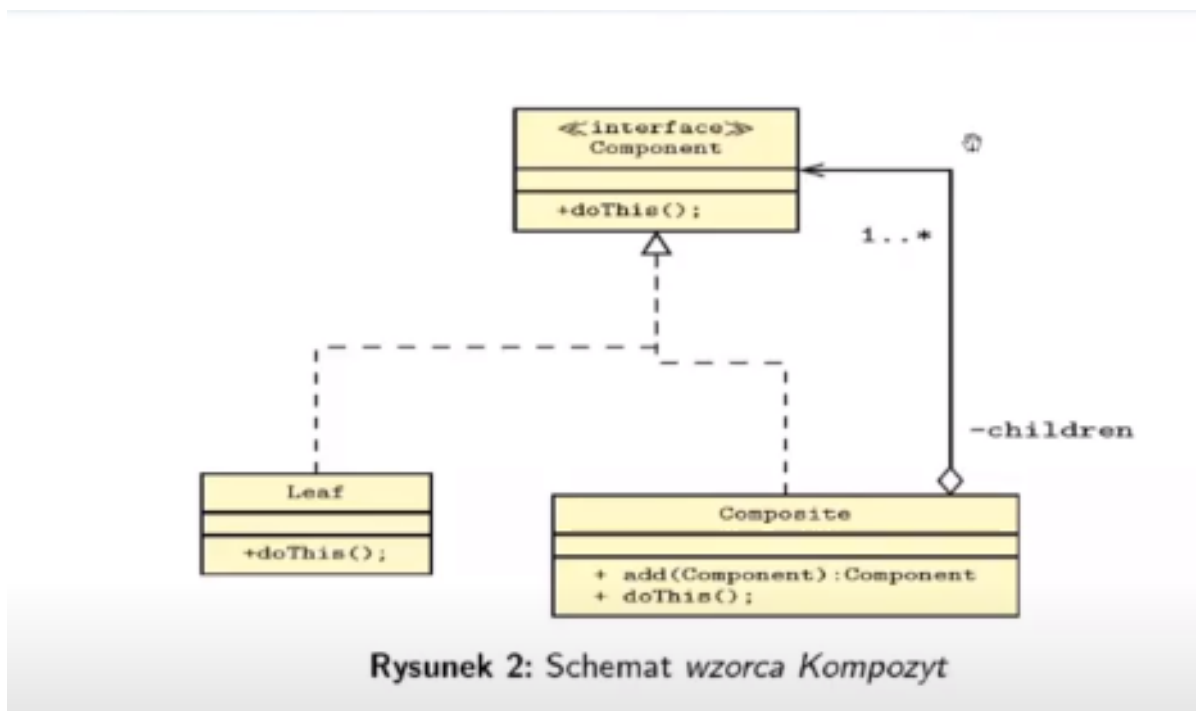 ≪interface≫
Component
+doThis();
1..*
-children
Leaf
+doThis();
Composite
+ add(Component):Component
+ doThis();
Rysunek 2: Schemat wzorca Kompozyt